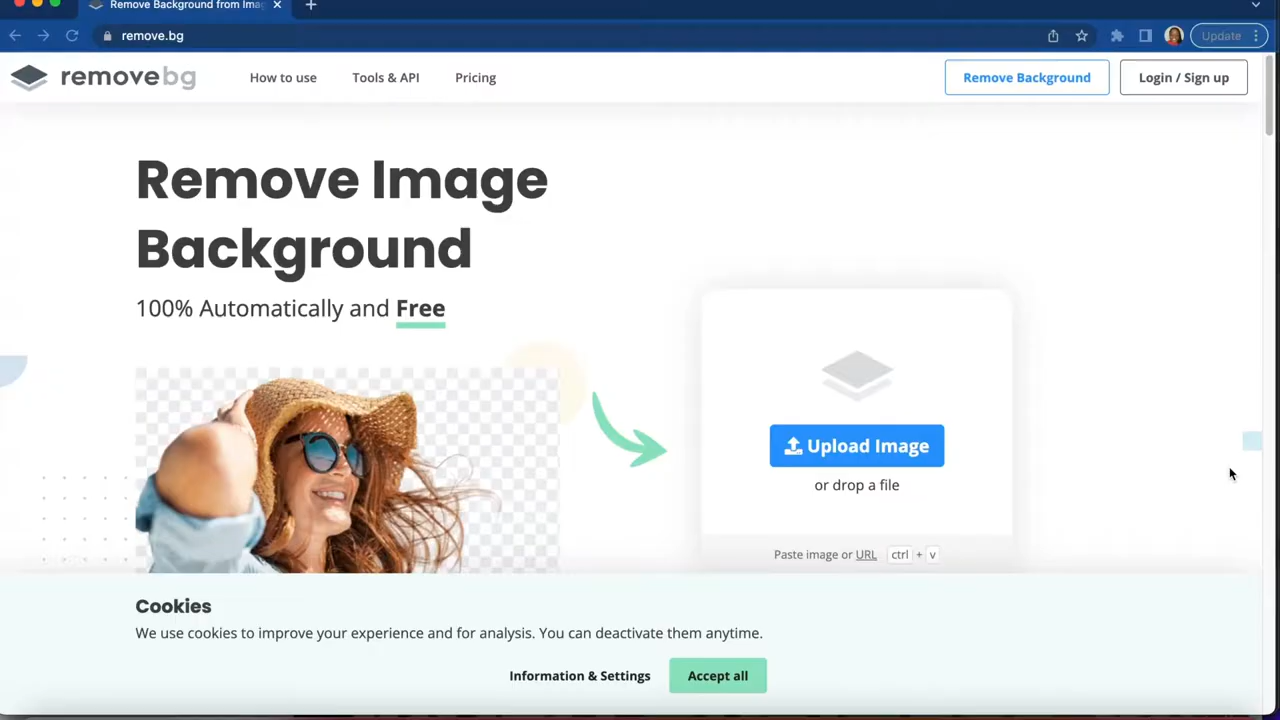 Remove Background from Imag
remove.bg
Update
removebg
How to use
Tools & API
Pricing
Remove Background
Login / Sign up
Remove Image
Background
100% Automatically and Free
Upload Image
or drop a file
Paste image or URL ctrl + v
Cookies
We use cookies to improve your experience and for analysis. You can deactivate them anytime.
Information & Settings
Accept all